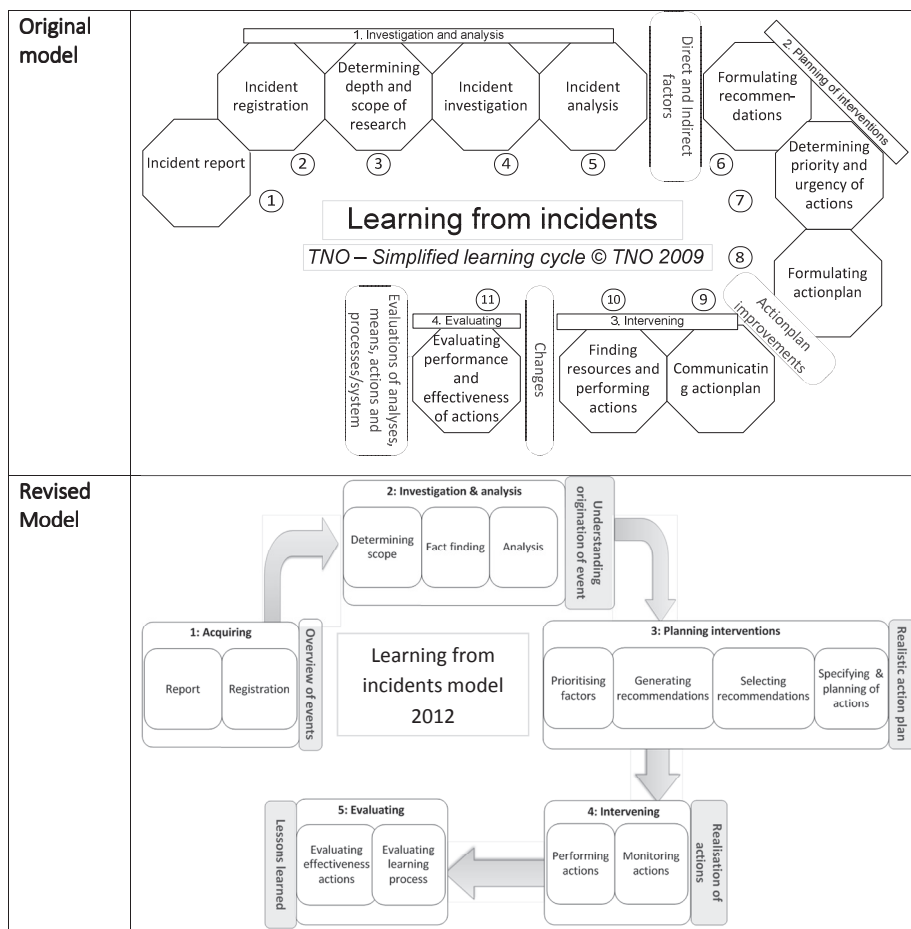 Original
model
1. Investigation and analysis
Incident report
1
Incident
registration
2
Determining
depth and
scope of
research
3
Incident
investigation
4
Incident
analysis
5
Direct and Indirect
factors
2. Planning of interventions
Formulating
recommen-
dations
6
Determining
priority and
urgency of
actions
7
Formulating
actionplan
8
Actionplan
improvements
Learning from incidents
TNO – Simplified learning cycle © TNO 2009
3. Intervening
9
Communicatin
g actionplan
10
Finding
resources and
performing
actions
Changes
11
4. Evaluating
Evaluating
performance
and
effectiveness
of actions
Evaluations of analyses,
means, actions and
processes/system
Revised
Model
1: Acquiring
Report
Registration
Overview of events
2: Investigation & analysis
Determining
scope
Fact finding
Analysis
Understanding
origination of event
Learning from
incidents model
2012
3: Planning interventions
Prioritising
factors
Generating
recommendations
Selecting
recommendations
Specifying &
planning of
actions
Realistic action plan
4: Intervening
Performing
actions
Monitoring
actions
Realisation of
actions
5: Evaluating
Evaluating
effectiveness
actions
Evaluating
learning
process
Lessons learned